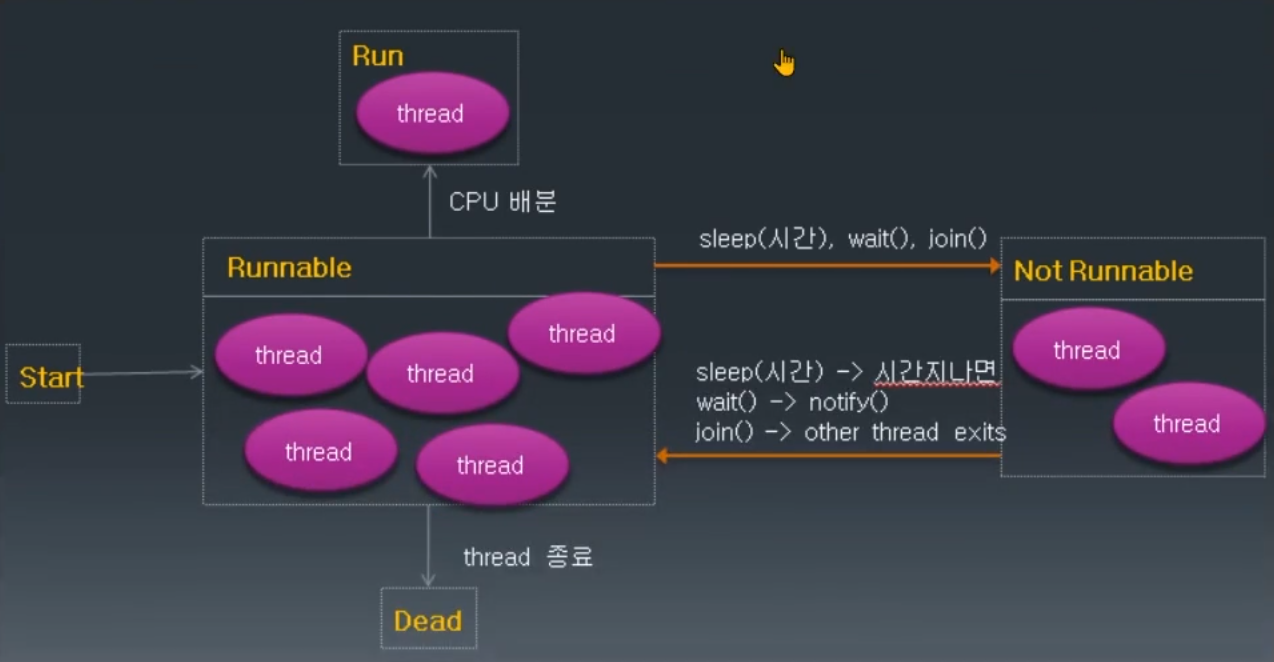 Run
thread
CPU 배분
sleep(시간), wait(), join()
Runnable
Not Runnable
thread
thread
thread
thread
thread
thread
thread
Start
sleep(시간) -> 시간지나면
wait() -> notify()
join() -> other thread exits
thread 종료
Dead